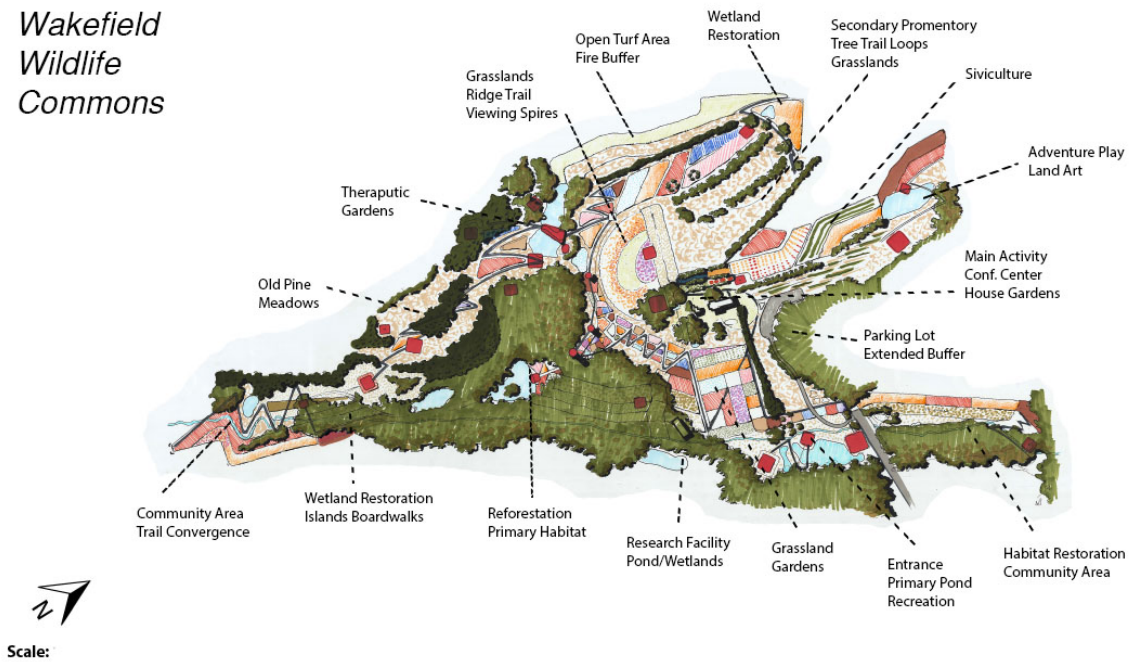 Wakefield
Wildlife
Commons
Wetland
Restoration
Secondary Promentory
Tree Trail Loops
Grasslands
Open Turf Area
Fire Buffer
Siviculture
Grasslands
Ridge Trail
Viewing Spires
Adventure Play
Land Art
Theraputic
Gardens
Main Activity
Conf. Center
House Gardens
Old Pine
Meadows
Parking Lot
Extended Buffer
Community Area
Trail Convergence
Wetland Restoration
Islands Boardwalks
Reforestation
Primary Habitat
Research Facility
Pond/Wetlands
Grassland
Gardens
Entrance
Primary Pond
Recreation
Habitat Restoration
Community Area
N
Scale: